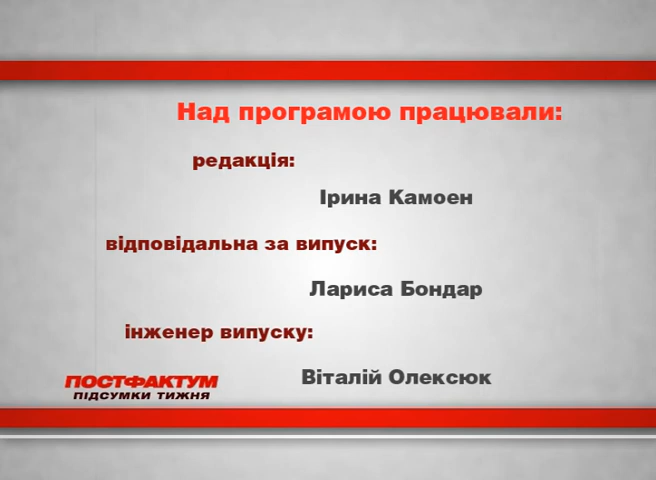 Над програмою працювали:
редакція:
Ірина Камоен
відповідальна за випуск:
Лариса Бондар
інженер випуску:
Віталій Олексюк
ПОСТФАКТУМ
ПІДСУМКИ ТИЖНЯ